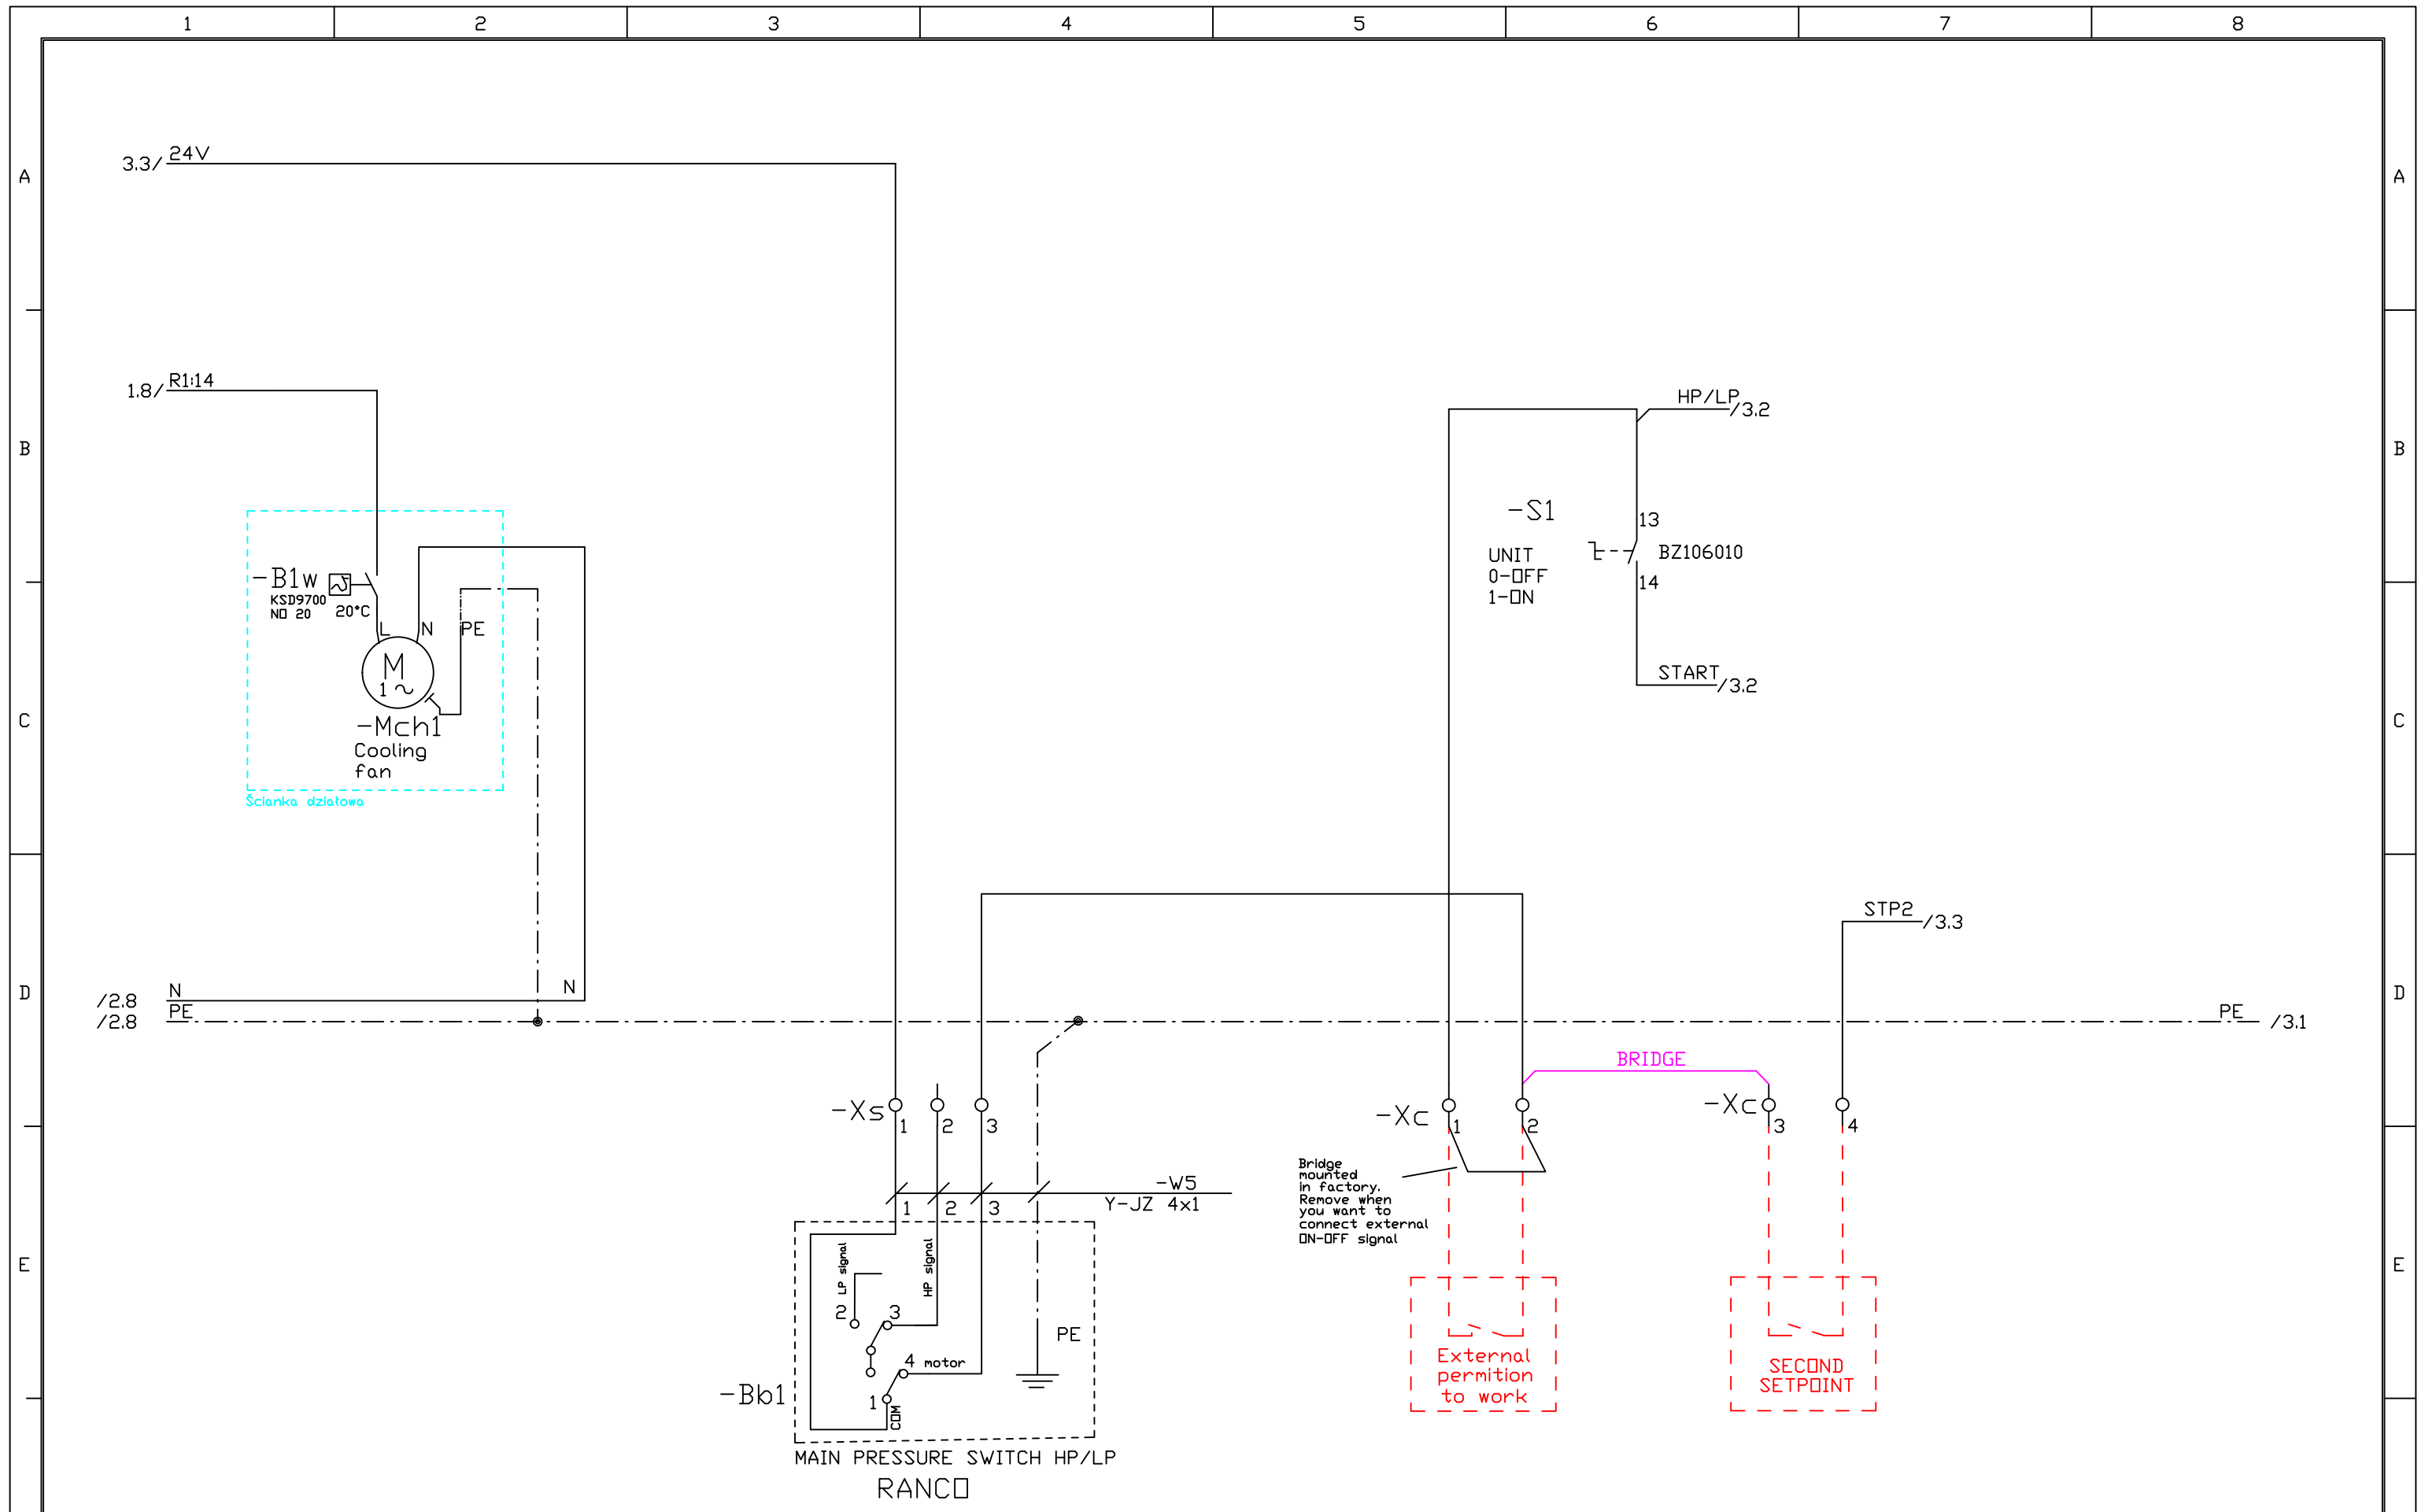 1 2 3 4 5 6 7 8
A A
3.3/ 24V
1.8/ R1:14
HP/LP /3.2
B B
-S1
13
UNIT
0-OFF
1-ON
BZ106010
14
-B1w
KSD9700
NO 20
20°C
L N PE
M
1~
START /3.2
-Mch1
Cooling
fan
C C
Ścianka działowa
STP2 /3.3
D D
/2.8 N N
/2.8 PE PE /3.1
BRIDGE
-Xs 1 2 3
-Xc 1 2
-Xc 3 4
Bridge
mounted
in factory.
Remove when
you want to
connect external
ON-OFF signal
-W5
Y-JZ 4x1
1 2 3
E E
LP signal
HP signal
2 3
PE
4 motor
1
COM
-Bb1
External
permition
to work
SECOND
SETPOINT
MAIN PRESSURE SWITCH HP/LP
RANCO